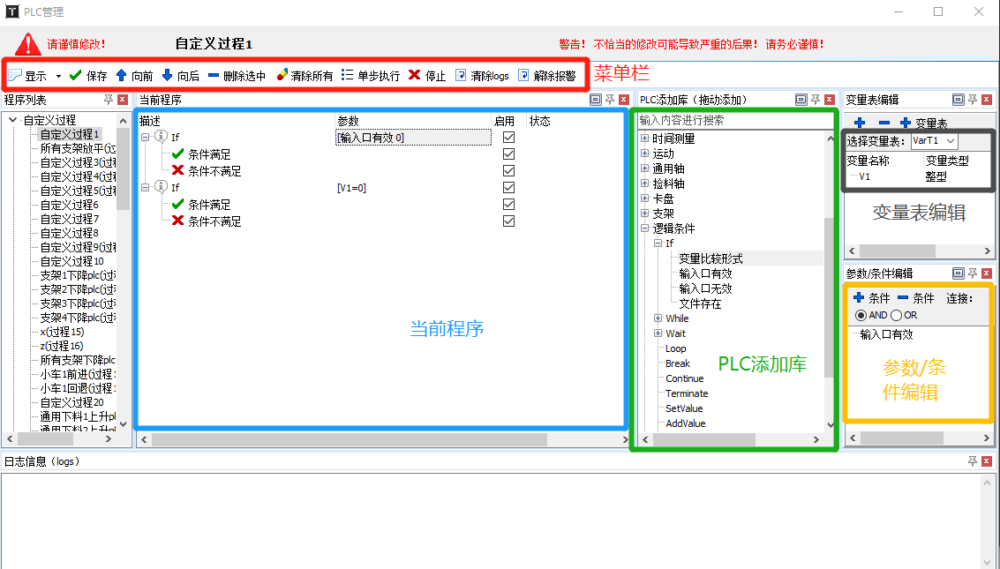 PLC管理
请谨慎修改!
自定义过程1
警告! 不恰当的修改可能导致严重的后果! 请务必谨慎!
显示 保存 向前 向后 删除选中 清除所有 单步执行 停止 清除logs 解除报警
菜单栏
程序列表
自定义过程
自定义过程1
所有支架放平(过
自定义过程3(过程
自定义过程4(过程
自定义过程5(过程
自定义过程6
自定义过程7
自定义过程8
自定义过程9(过程
自定义过程10
支架1下降plc(过程
支架2下降plc(过程
支架3下降plc(过程
支架4下降plc(过程
x(过程15)
z(过程16)
所有支架下降plc
小车1前进(过程1
小车1回退(过程1
自定义过程20
通用下料1上升pl
通用下料2上升pl
当前程序
描述 参数 启用 状态
If [输入口有效 0]
条件满足
条件不满足
If [V1=0]
条件满足
条件不满足
当前程序
PLC添加库(拖动添加)
输入内容进行搜索
时间测量
运动
通用轴
捡料轴
卡盘
支架
逻辑条件
If
变量比较形式
输入口有效
输入口无效
文件存在
While
Wait
Loop
Break
Continue
Terminate
SetValue
AddValue
PLC添加库
变量表编辑
变量表
选择变量表: VarT1
变量名称 变量类型
V1 整型
变量表编辑
参数/条件编辑
条件 条件 连接:
AND OR
输入口有效
参数/条
件编辑
日志信息(logs)